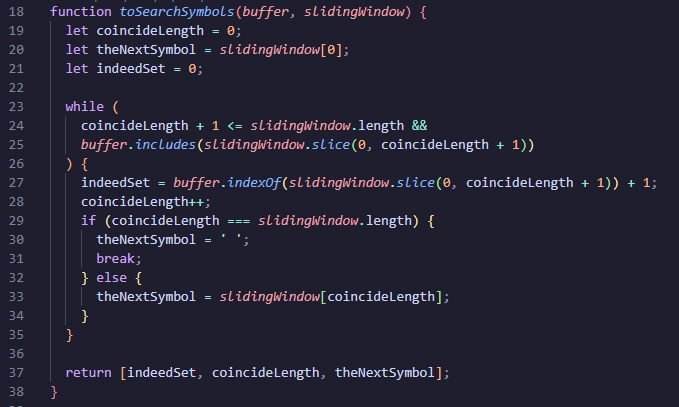 18 function toSearchSymbols(buffer, slidingWindow) {
19   let coincideLength = 0;
20   let theNextSymbol = slidingWindow[0];
21   let indeedSet = 0;
22
23   while (
24     coincideLength + 1 <= slidingWindow.length &&
25     buffer.includes(slidingWindow.slice(0, coincideLength + 1))
26   ) {
27     indeedSet = buffer.indexOf(slidingWindow.slice(0, coincideLength + 1)) + 1;
28     coincideLength++;
29     if (coincideLength === slidingWindow.length) {
30       theNextSymbol = ' ';
31       break;
32     } else {
33       theNextSymbol = slidingWindow[coincideLength];
34     }
35   }
36
37   return [indeedSet, coincideLength, theNextSymbol];
38 }